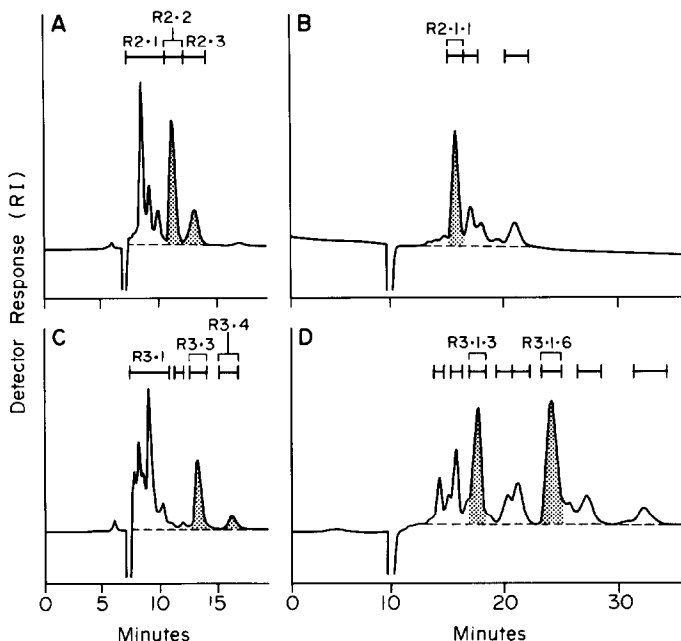 A
R2·2
R2·1
R2·3
B
R2·1·1
Detector Response (RI)
C
R3·4
R3·3
R3·1
D
R3·1·3
R3·1·6
0 5 10 15
0 10 20 30
Minutes
Minutes